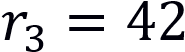 r₃ = 42